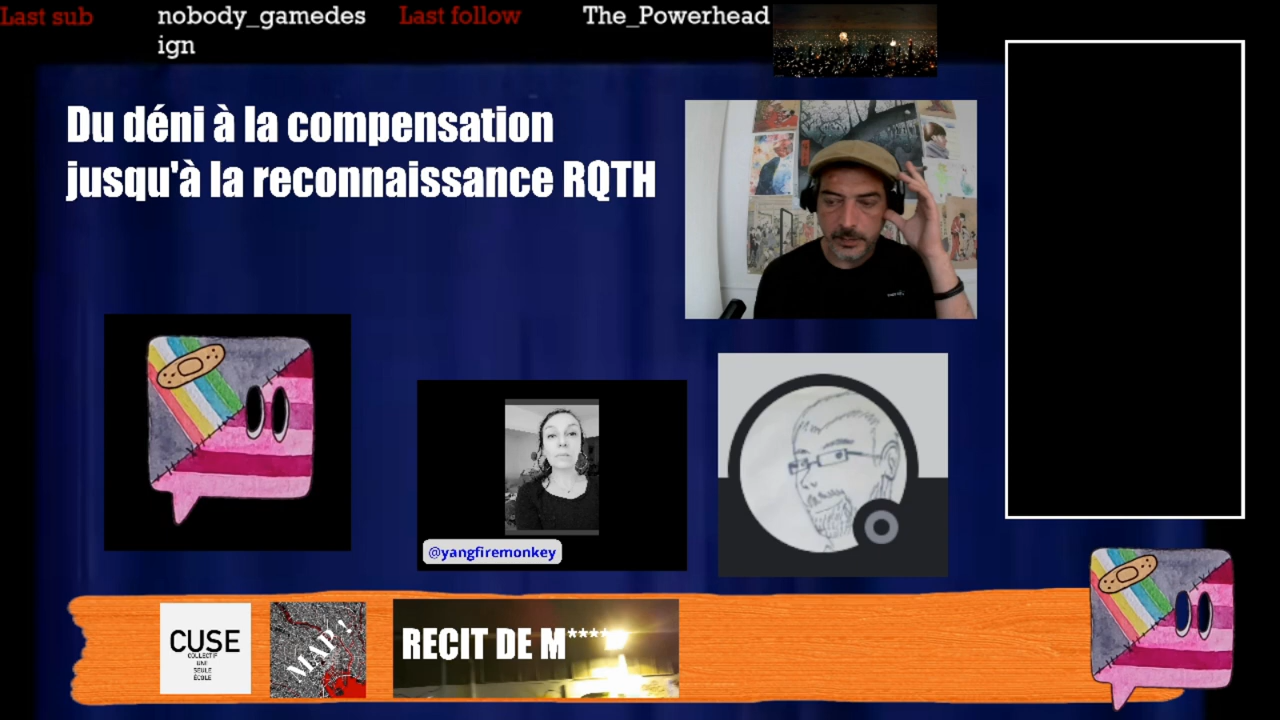 Last sub
nobody_gamedes
ign
Last follow
The_Powerhead
Du déni à la compensation
jusqu'à la reconnaissance RQTH
@yangfiremonkey
CUSE
COLLECTIF
UNE
SEULE
ÉCOLE
MAP !
RECIT DE M****